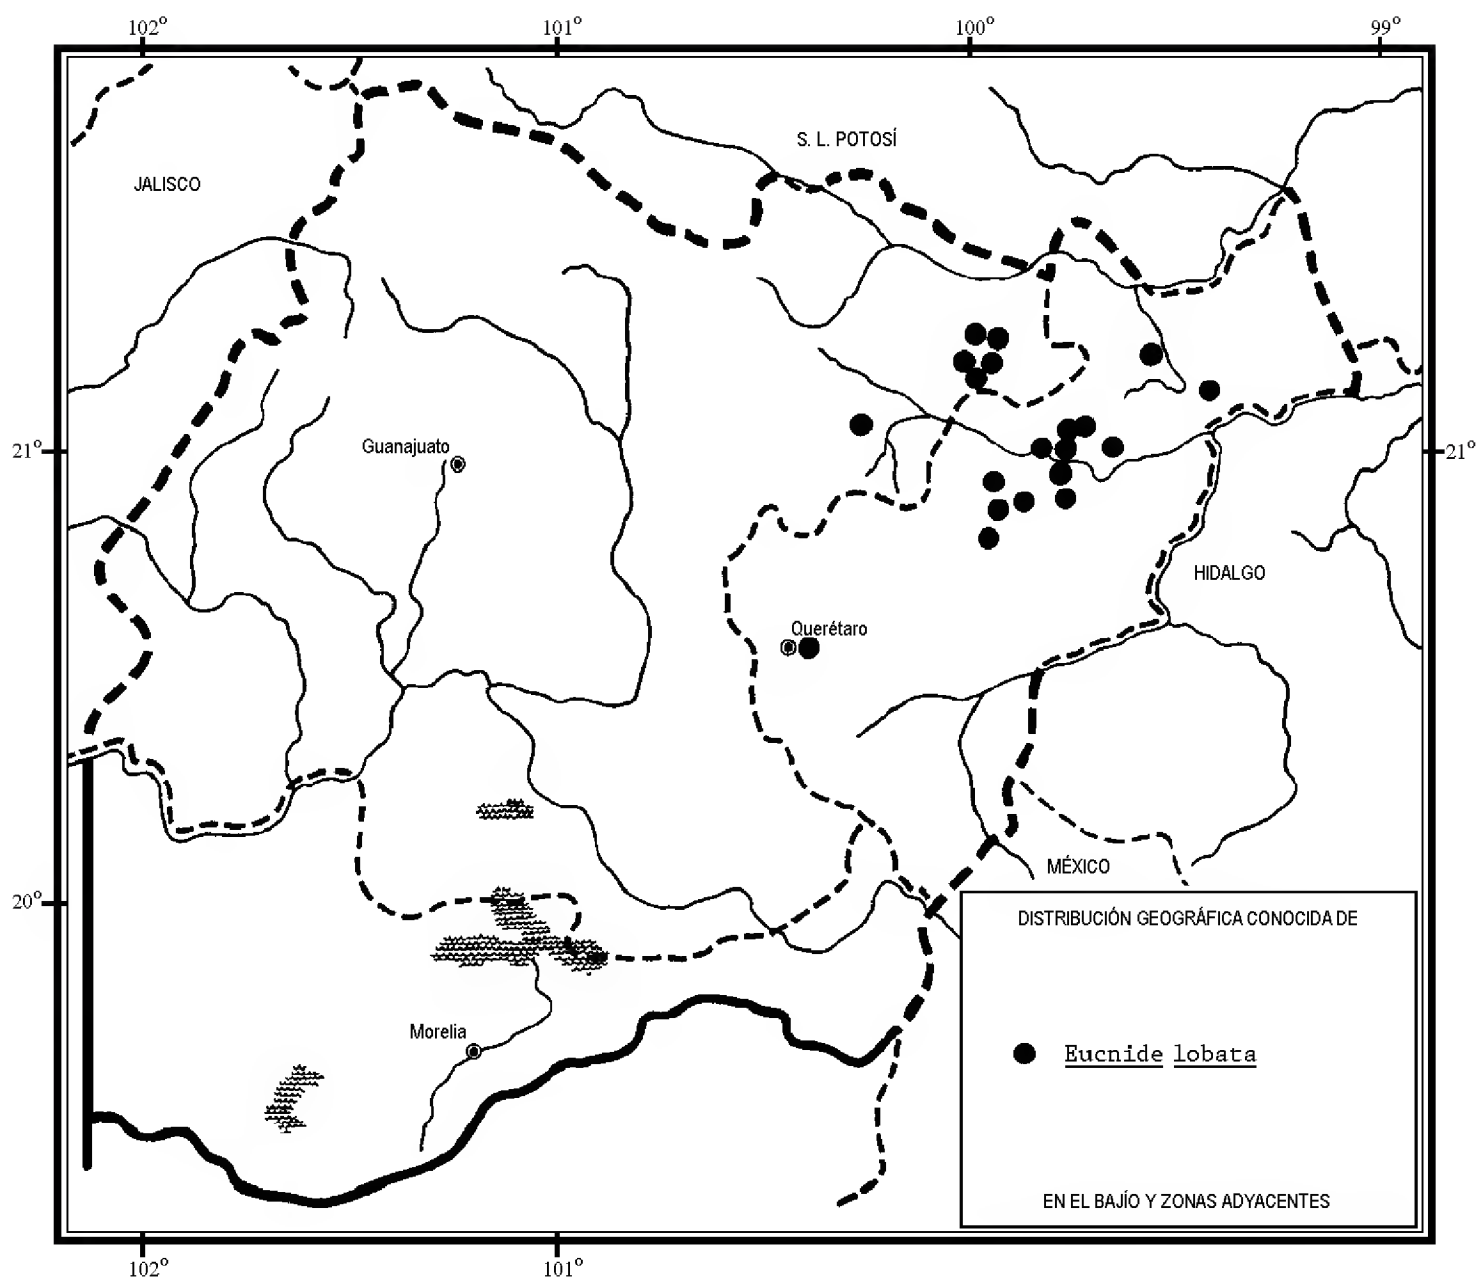 102° 101° 100° 99°
S. L. POTOSÍ
JALISCO
Guanajuato
21° 21°
HIDALGO
Querétaro
MÉXICO
20°
DISTRIBUCIÓN GEOGRÁFICA CONOCIDA DE
Morelia
Eucnide lobata
EN EL BAJÍO Y ZONAS ADYACENTES
102° 101°